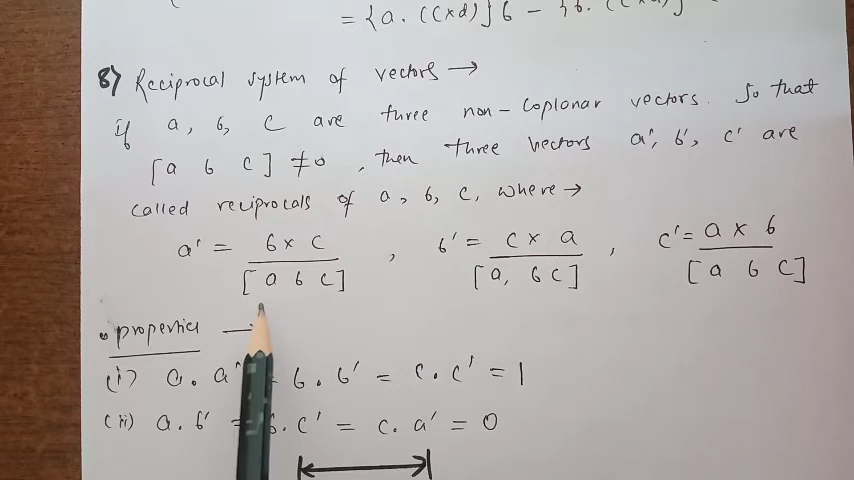 = {a. ((×d)} b - {b. ((×d)}
8) Reciprocal system of vectors →
if a, b, c are three non-coplanar vectors. So that
[a b c] ≠0, then three vectors a', b', c' are
called reciprocals of a, b, c, where →
a' = b × c / [a b c] , b' = c × a / [a, b c] , c' = a × b / [a b c]
properties →
(i) a. a' = b. b' = c. c' = 1
(ii) a. b' = b. c' = c. a' = 0